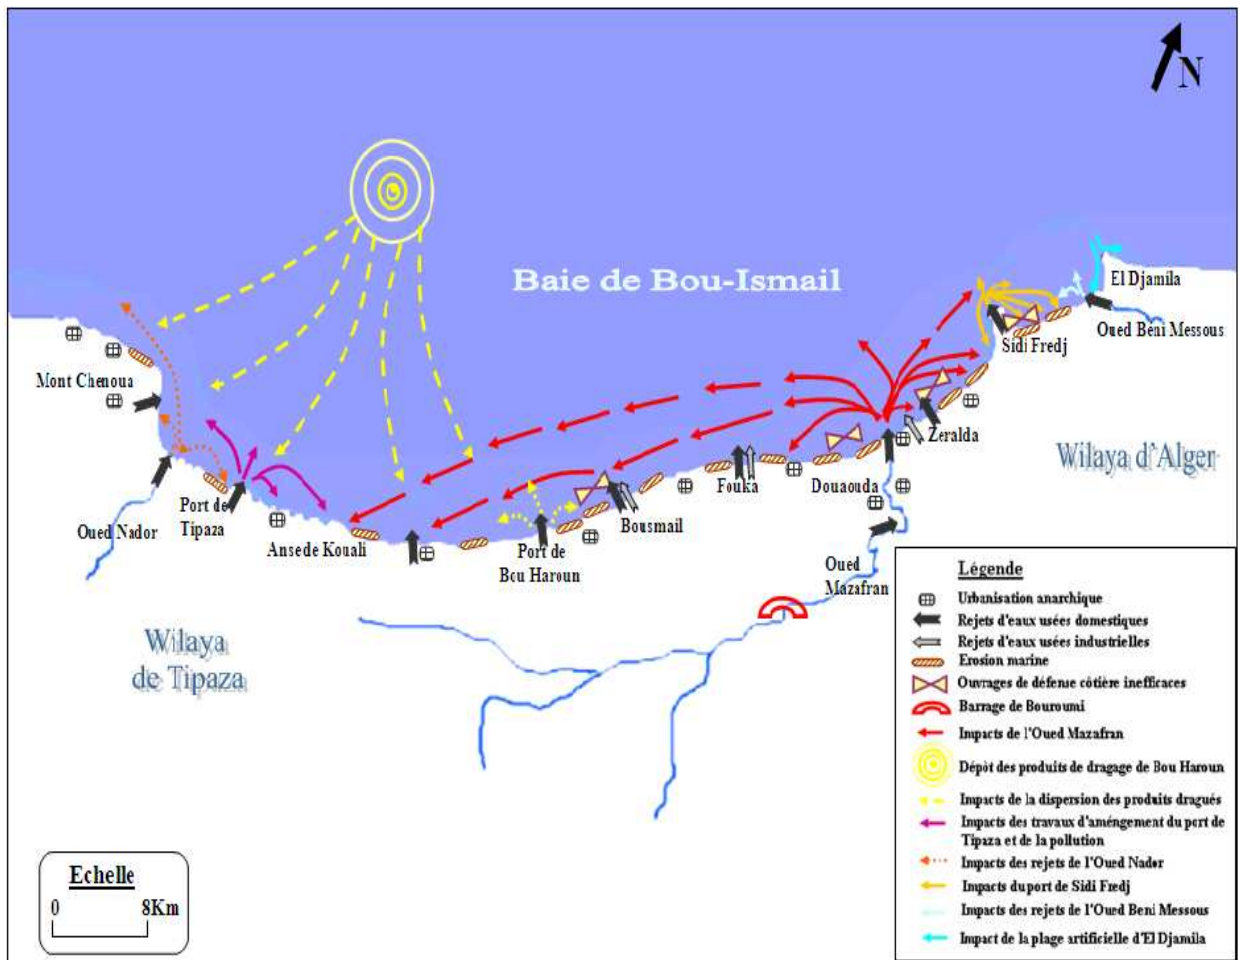 N
Baie de Bou-Ismail
El Djamila
Oued Beni Messous
Sidi Fredj
Mont Chenoua
Zeralda
Wilaya d'Alger
Fouka
Douaouda
Port de
Tipaza
Oued Nador
Ansede Kouali
Bousmail
Port de
Bou Haroun
Oued
Mazafran
Wilaya
de Tipaza
Légende
Urbanisation anarchique
Rejets d'eaux usées domestiques
Rejets d'eaux usées industrielles
Erosion marine
Ouvrages de défense côtière inefficaces
Barrage de Bouroumi
Impacts de l'Oued Mazafran
Dépôt des produits de dragage de Bou Haroun
Impacts de la dispersion des produits dragués
Impacts des travaux d'améngement du port de
Tipaza et de la pollution
Impacts des rejets de l'Oued Nador
Impacts du port de Sidi Fredj
Impacts des rejets de l'Oued Beni Messous
Impact de la plage artificielle d'El Djamila
Echelle
0 8Km